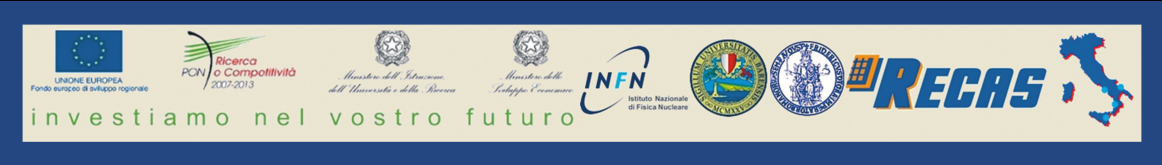 UNIONE EUROPEA
Fondo europeo di sviluppo regionale
PON
Ricerca
e Competitività
2007-2013
Ministero dell'Istruzione,
dell'Università e della Ricerca
Ministero dello
Sviluppo Economico
INFN
Istituto Nazionale
di Fisica Nucleare
RECAS
investiamo nel vostro futuro